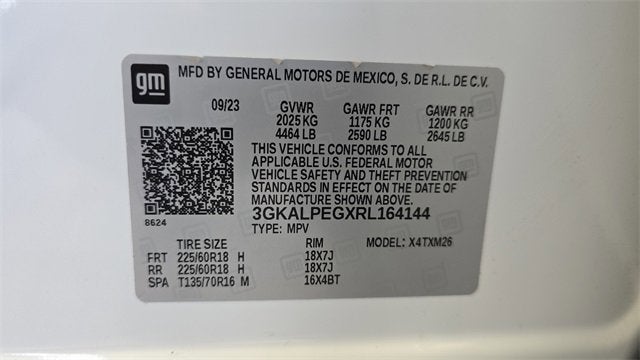 gm MFD BY GENERAL MOTORS DE MEXICO, S. DE R.L. DE C.V.
09/23 GVWR GAWR FRT GAWR RR
2025 KG 1175 KG 1200 KG
4464 LB 2590 LB 2645 LB
THIS VEHICLE CONFORMS TO ALL
APPLICABLE U.S. FEDERAL MOTOR
VEHICLE SAFETY AND THEFT PREVENTION
STANDARDS IN EFFECT ON THE DATE OF
MANUFACTURE SHOWN ABOVE.
3GKALPEGXRL164144
8624
TYPE: MPV
TIRE SIZE RIM MODEL: X4TXM26
FRT 225/60R18 H 18X7J
RR 225/60R18 H 18X7J
SPA T135/70R16 M 16X4BT